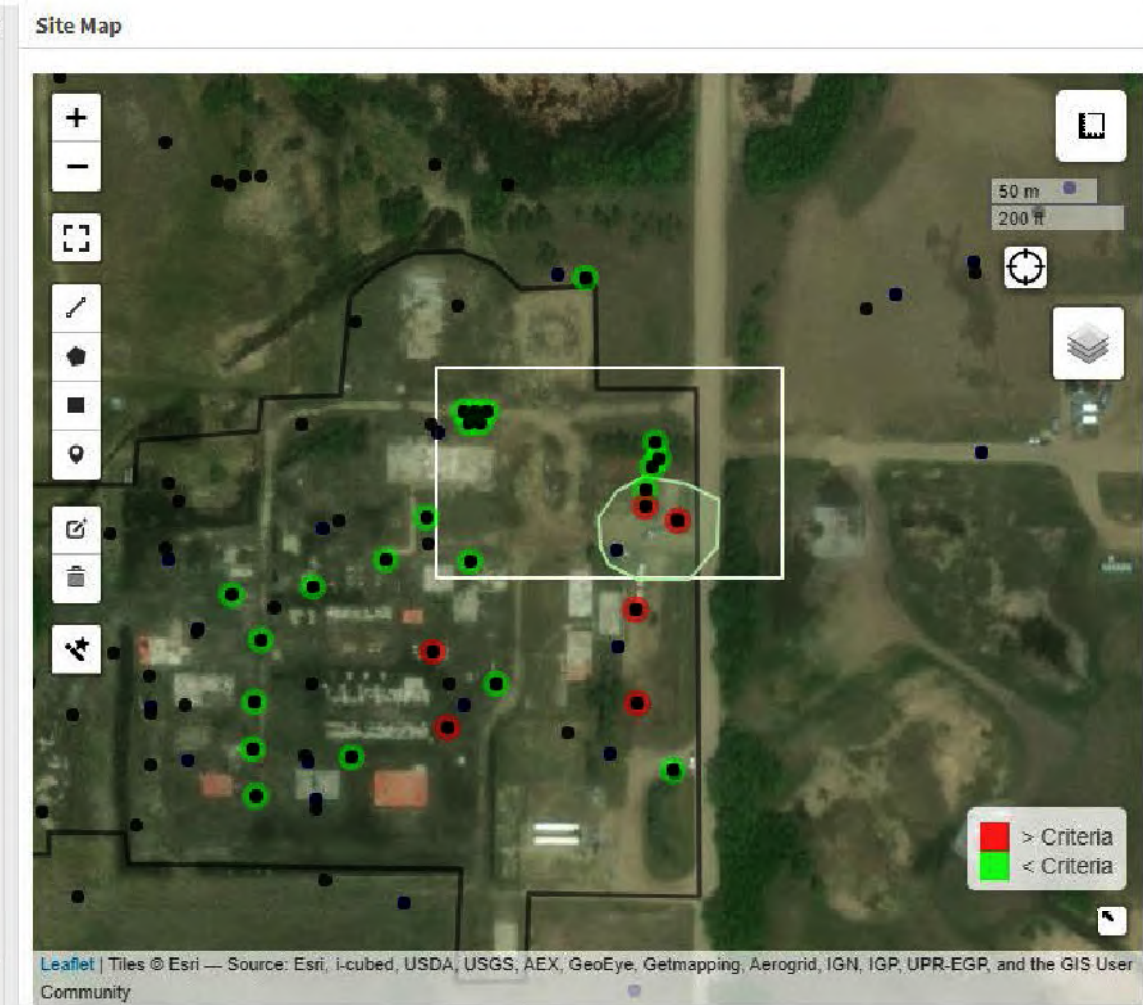 Site Map
+
−
50 m
200 ft
> Criteria
< Criteria
Leaflet | Tiles © Esri — Source: Esri, i-cubed, USDA, USGS, AEX, GeoEye, Getmapping, Aerogrid, IGN, IGP, UPR-EGP, and the GIS User
Community